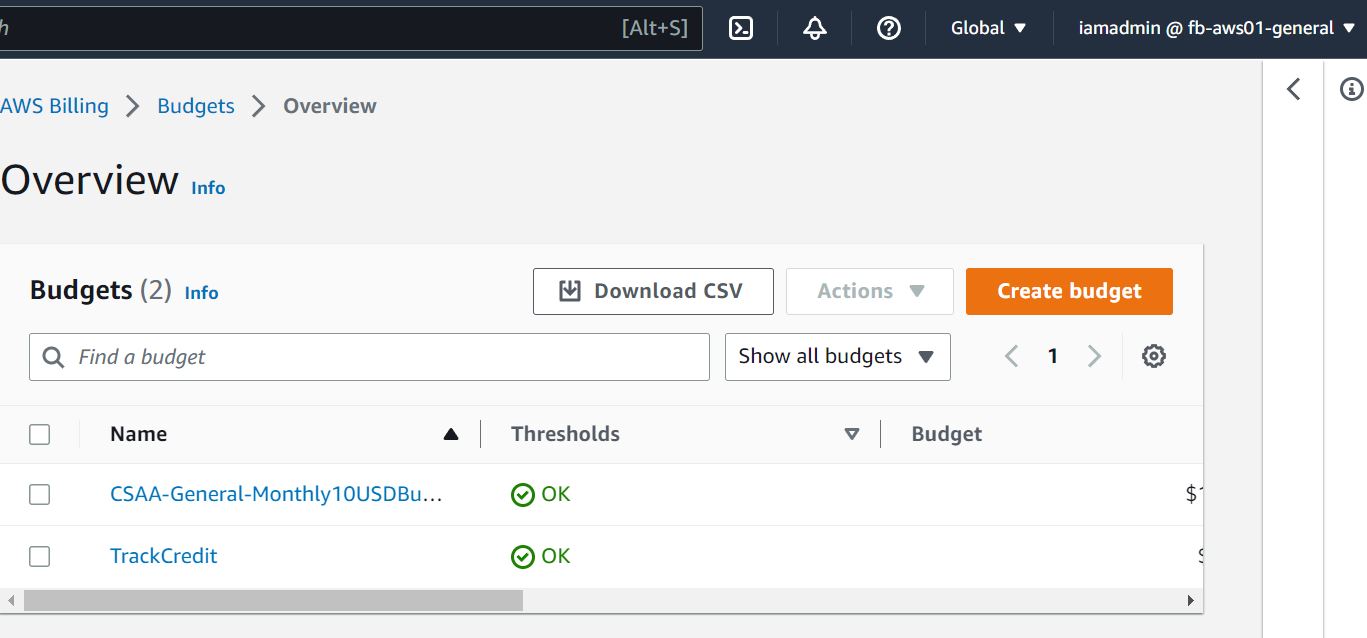 [Alt+S] Global iamadmin @ fb-aws01-general
AWS Billing Budgets Overview
Overview Info
Budgets (2) Info Download CSV Actions Create budget
Find a budget Show all budgets 1
Name Thresholds Budget
CSAA-General-Monthly10USDBu... OK
TrackCredit OK